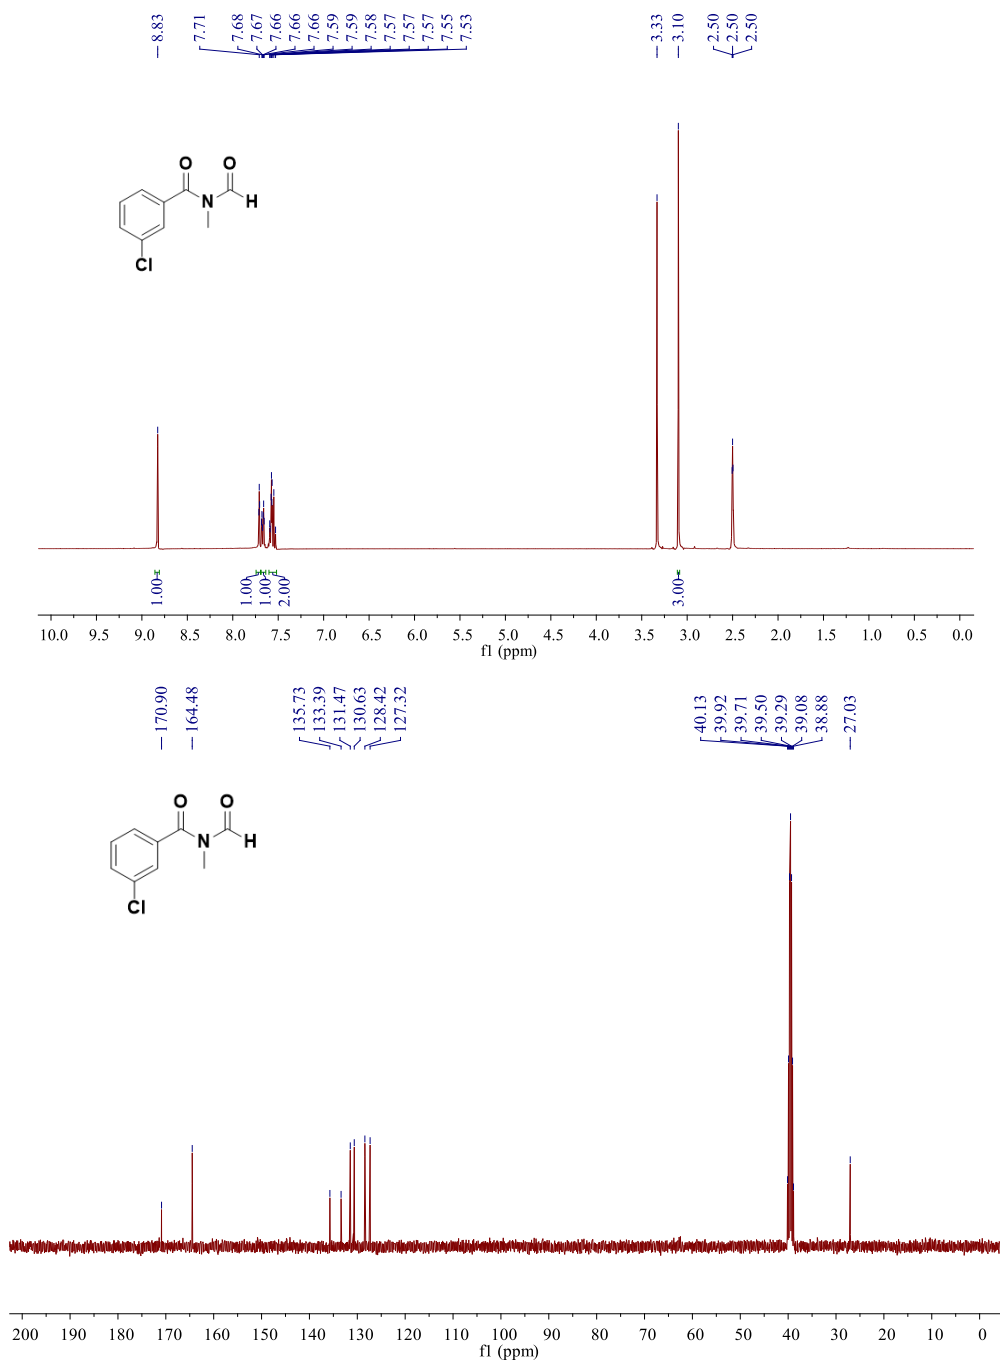 8.83 7.71 7.68 7.67 7.66 7.66 7.66 7.59 7.59 7.58 7.57 7.57 7.57 7.55 7.53 3.33 3.10 2.50 2.50 2.50
O O
N H
Cl
1.00 1.00 1.00 2.00 3.00
10.0 9.5 9.0 8.5 8.0 7.5 7.0 6.5 6.0 5.5 5.0 4.5 4.0 3.5 3.0 2.5 2.0 1.5 1.0 0.5 0.0
f1 (ppm)
170.90 164.48 135.73 133.39 131.47 130.63 128.42 127.32 40.13 39.92 39.71 39.50 39.29 39.08 38.88 27.03
O O
N H
Cl
200 190 180 170 160 150 140 130 120 110 100 90 80 70 60 50 40 30 20 10 0
f1 (ppm)